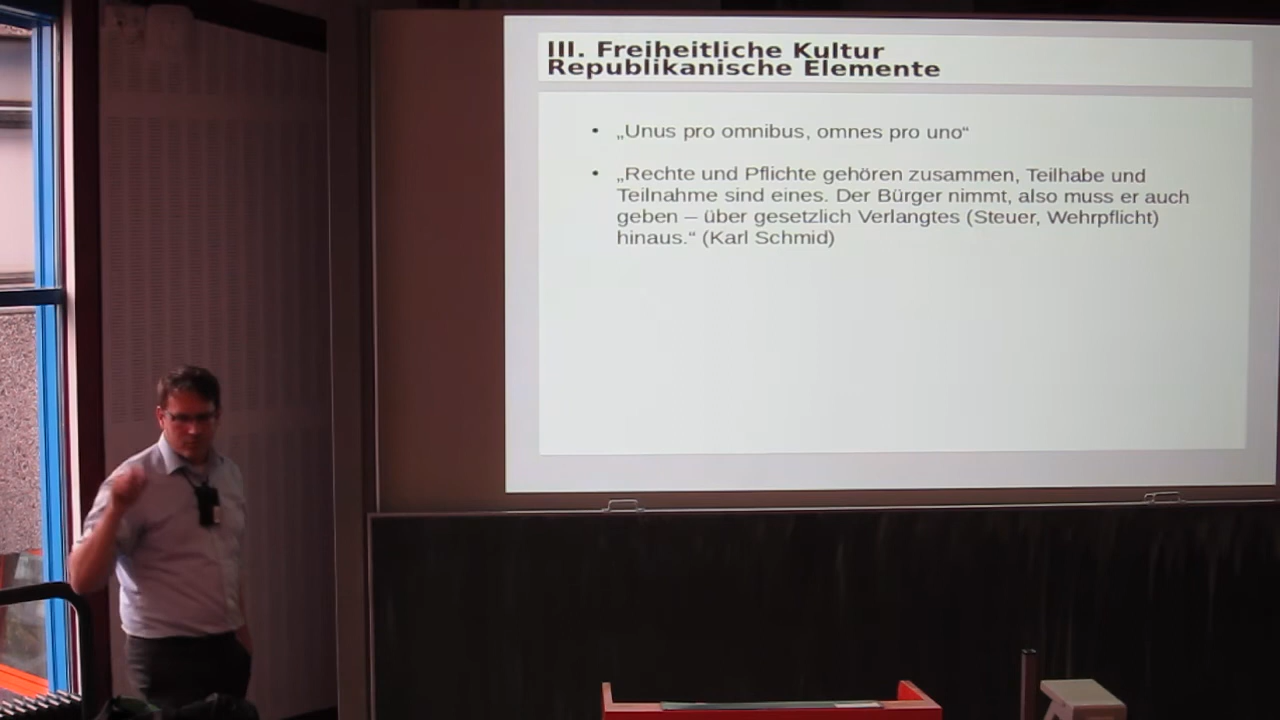 III. Freiheitliche Kultur
Republikanische Elemente
• „Unus pro omnibus, omnes pro uno“
• „Rechte und Pflichte gehören zusammen, Teilhabe und
Teilnahme sind eines. Der Bürger nimmt, also muss er auch
geben – über gesetzlich Verlangtes (Steuer, Wehrpflicht)
hinaus.“ (Karl Schmid)